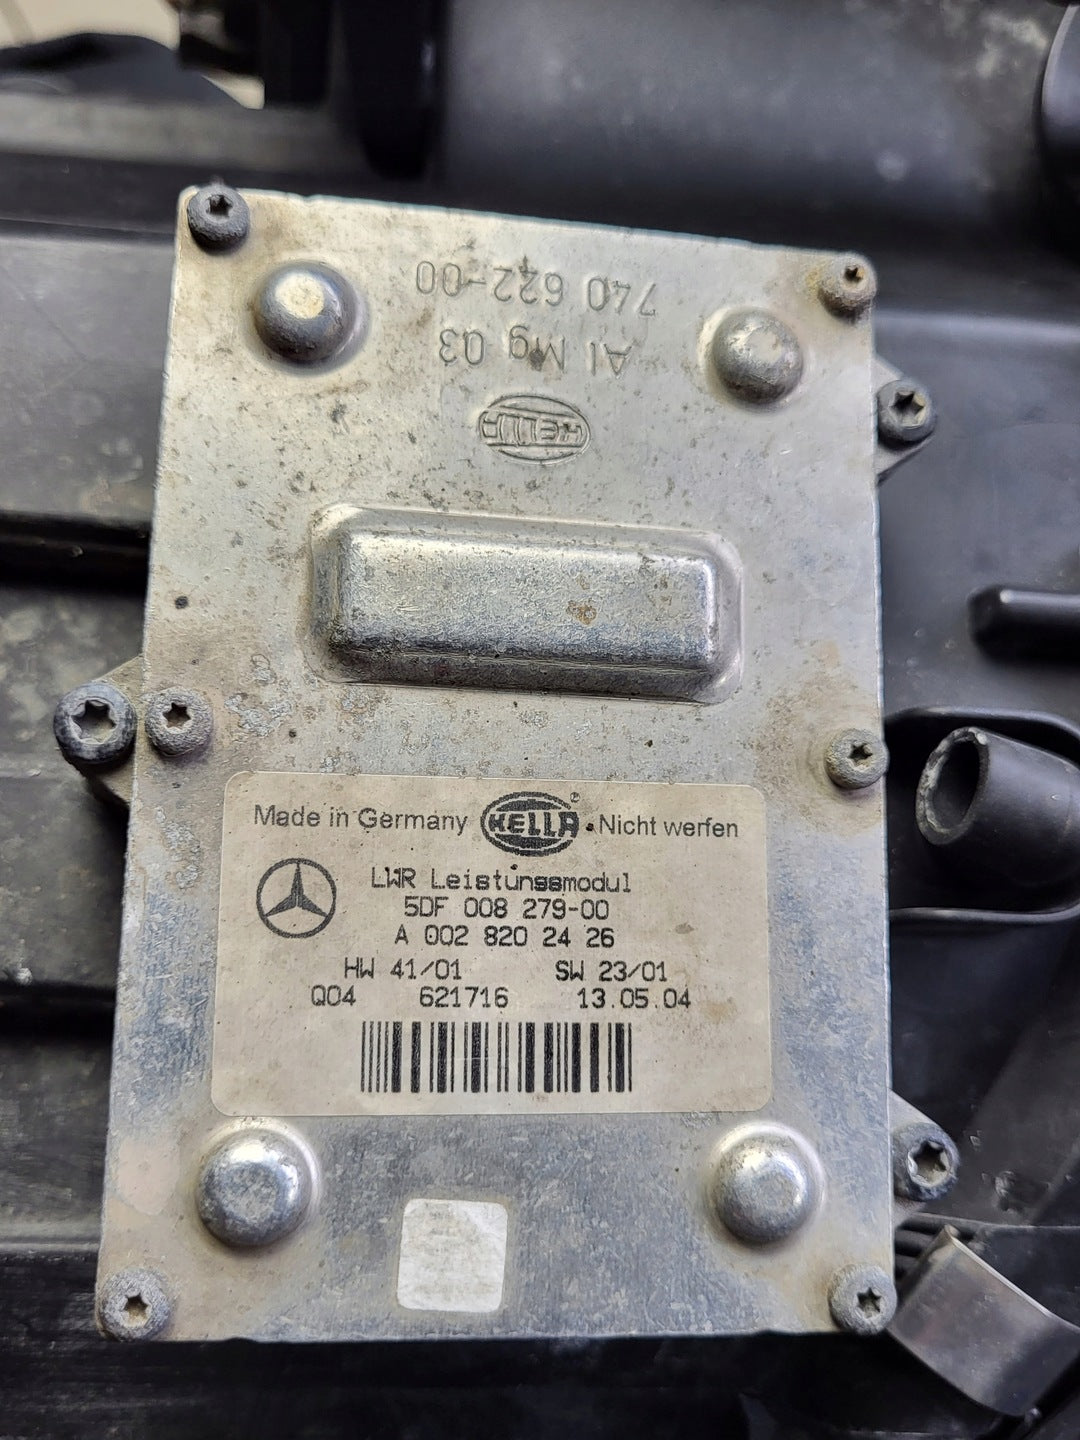 740 622-00
Al Mg 03
HELLA
Made in Germany HELLA ® Nicht werfen
LWR Leistungsmodul
5DF 008 279-00
A 002 820 24 26
HW 41/01 SW 23/01
Q04 621716 13.05.04